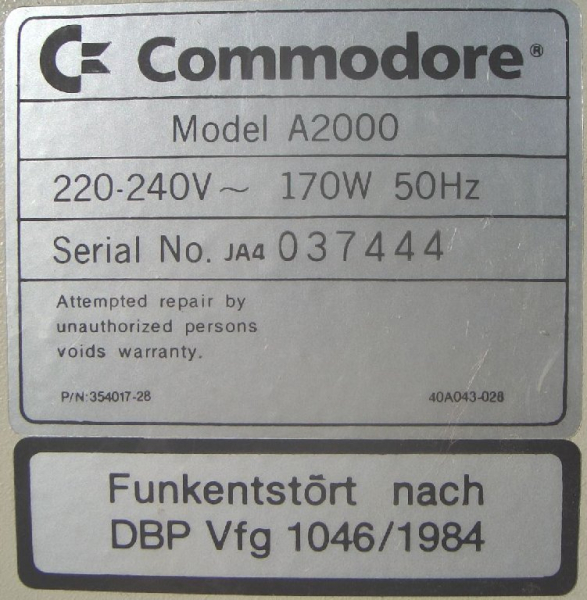 Commodore®
Model A2000
220-240V~ 170W 50Hz
Serial No. JA4 037444
Attempted repair by
unauthorized persons
voids warranty.
P/N:354017-28 40A043-028
Funkentstört nach
DBP Vfg 1046/1984